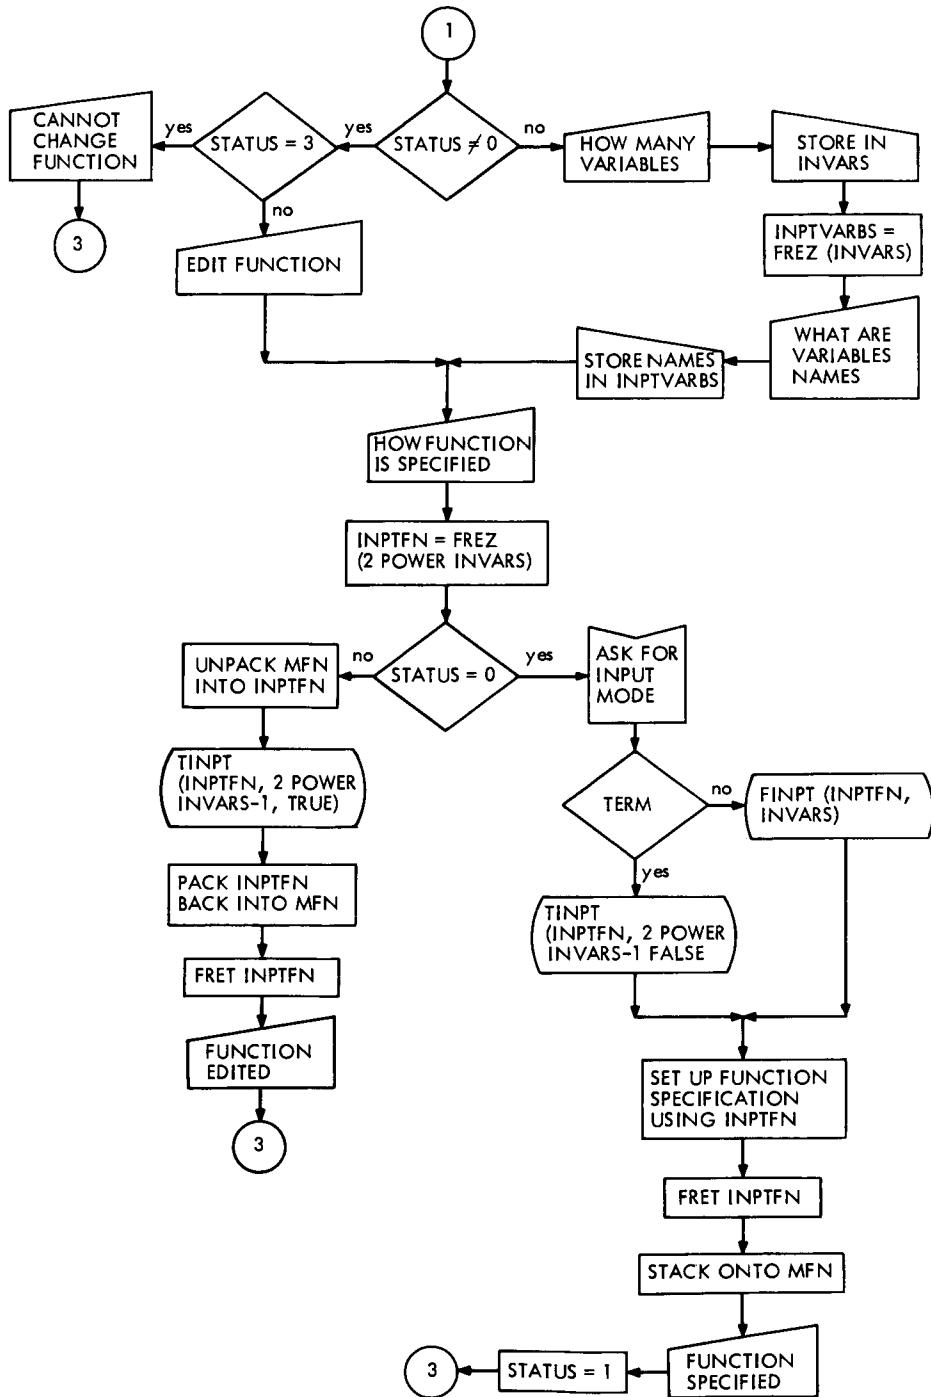 1
CANNOT
CHANGE
FUNCTION
yes
STATUS = 3
yes
STATUS ≠ 0
no
HOW MANY
VARIABLES
STORE IN
INVARS
3
no
EDIT FUNCTION
INPTVARBS =
FREZ (INVARS)
STORE NAMES
IN INPTVARBS
WHAT ARE
VARIABLES
NAMES
HOW FUNCTION
IS SPECIFIED
INPTFN = FREZ
(2 POWER INVARS)
UNPACK MFN
INTO INPTFN
no
STATUS = 0
yes
ASK FOR
INPUT
MODE
TINPT
(INPTFN, 2 POWER
INVARS-1, TRUE)
TERM
no
FINPT (INPTFN,
INVARS)
yes
PACK INPTFN
BACK INTO MFN
TINPT
(INPTFN, 2 POWER
INVARS-1 FALSE
FRET INPTFN
FUNCTION
EDITED
3
SET UP FUNCTION
SPECIFICATION
USING INPTFN
FRET INPTFN
STACK ONTO MFN
3
STATUS = 1
FUNCTION
SPECIFIED